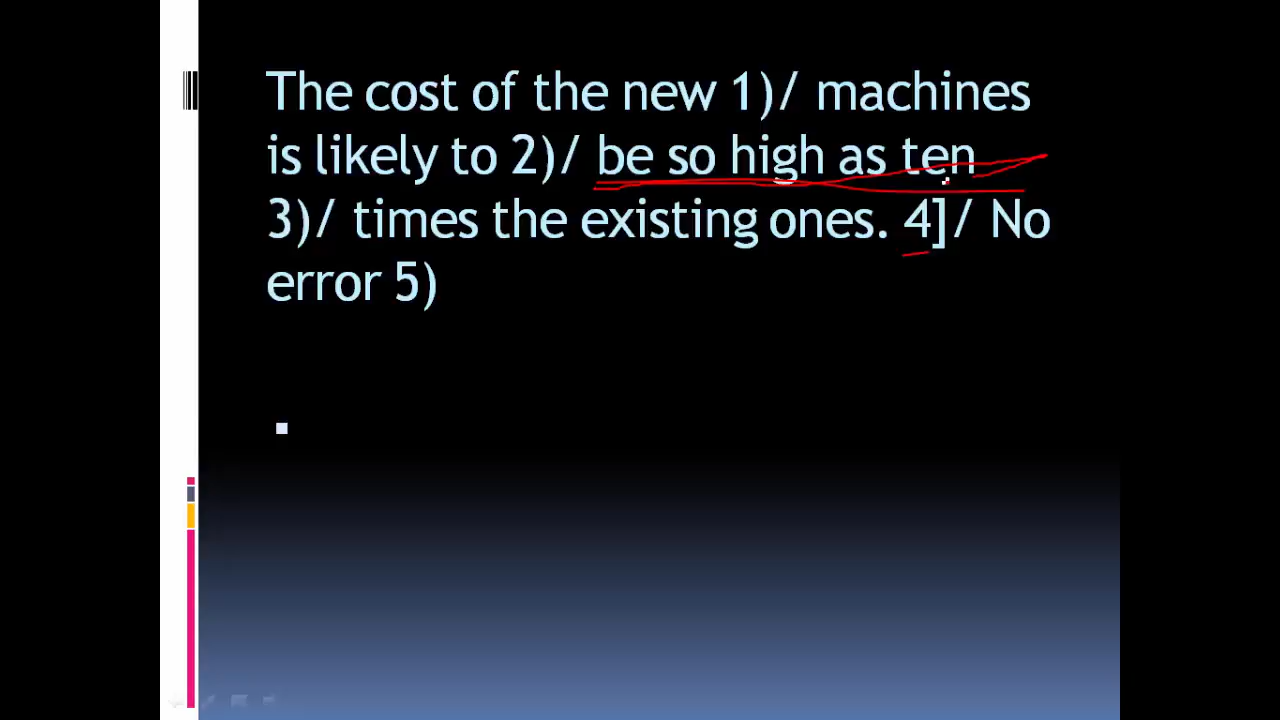 The cost of the new 1)/ machines
is likely to 2)/ be so high as ten
3)/ times the existing ones. 4]/ No
error 5)